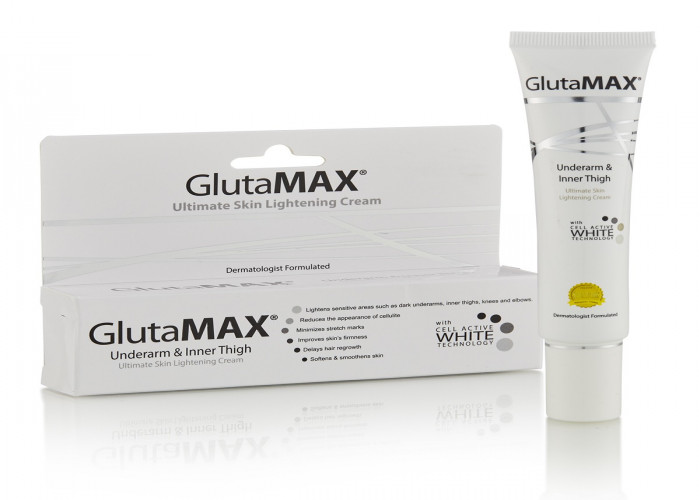 GlutaMAX®
Ultimate Skin Lightening Cream
Dermatologist Formulated
GlutaMAX®
Underarm & Inner Thigh
Ultimate Skin Lightening Cream
Lightens sensitive areas such as dark underarms, inner thighs, knees and elbows.
Reduces the appearance of cellulite
Minimizes stretch marks
Improves skin's firmness
Delays hair regrowth
Softens & smoothens skin
with
CELL ACTIVE
WHITE
TECHNOLOGY
GlutaMAX®
Underarm &
Inner Thigh
Ultimate Skin
Lightening Cream
with
CELL ACTIVE
WHITE
TECHNOLOGY
Dermatologist Formulated